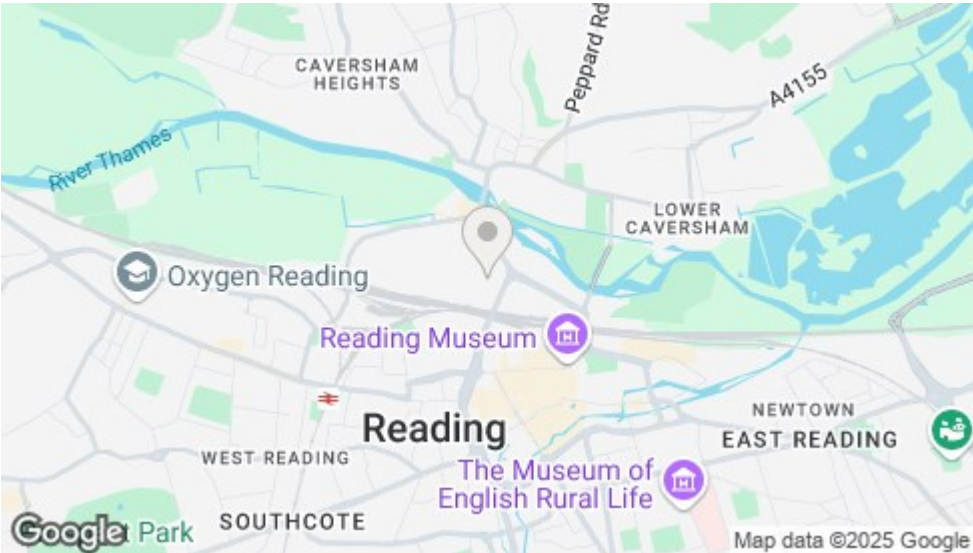 CAVERSHAM
HEIGHTS
Peppard Rd
A4155
River Thames
LOWER
CAVERSHAM
Oxygen Reading
Reading Museum
Reading
NEWTOWN
EAST READING
WEST READING
The Museum of
English Rural Life
SOUTHCOTE
Google
t Park
Map data ©2025 Google